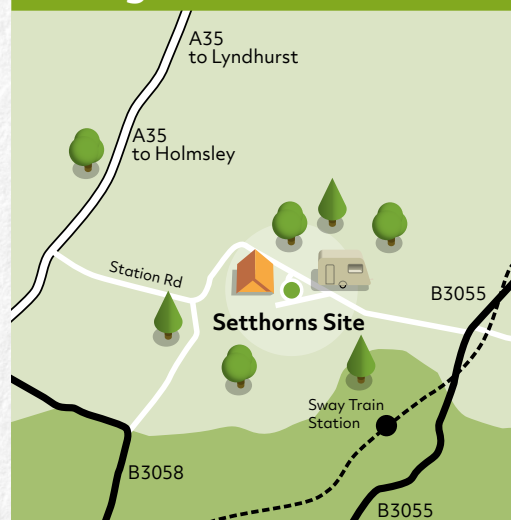 A35
to Lyndhurst
A35
to Holmsley
Station Rd
B3055
Setthorns Site
Sway Train
Station
B3058
B3055